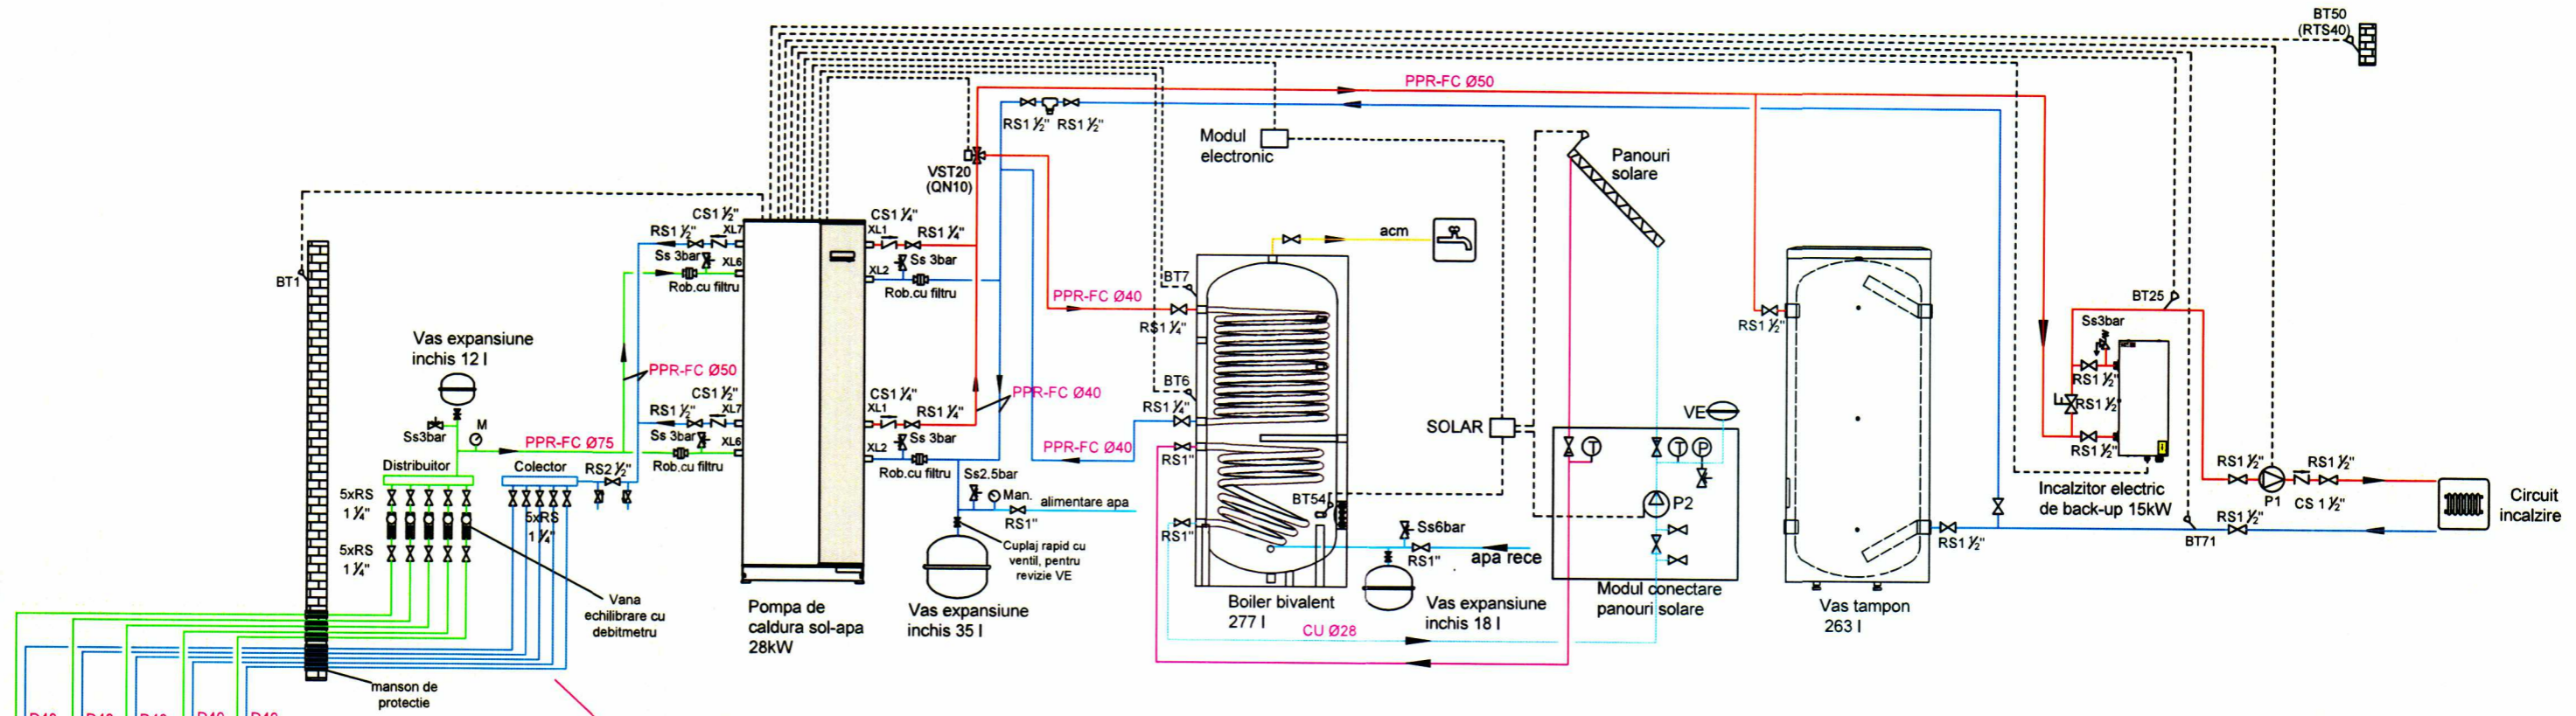 BT50
(RTS40)
PPR-FC Ø50
RS1 ½" RS1 ½"
Modul
electronic
Panouri
solare
VST20
(QN10)
CS1 ½"
XL7
RS1 ½"
Ss 3bar
XL6
Rob.cu filtru
CS1 ¼"
XL1
RS1 ¼"
Ss 3bar
XL2
Rob.cu filtru
acm
BT1
BT7
PPR-FC Ø40
RS1 ¼"
RS1 ½"
BT25
Ss3bar
Vas expansiune
inchis 12 l
PPR-FC Ø50
CS1 ½"
XL7
RS1 ½"
Ss 3bar
XL6
Rob.cu filtru
CS1 ¼"
XL1
RS1 ¼"
Ss 3bar
XL2
Rob.cu filtru
PPR-FC Ø40
BT6
RS1 ¼"
PPR-FC Ø40
RS1"
SOLAR
VE
T
T
P
RS1 ½"
RS1 ½"
RS1 ½"
Ss3bar
M
PPR-FC Ø75
Distribuitor
Colector
RS2 ½"
5xRS
1 ¼"
5xRS
1 ¼"
5xRS
1 ¼"
Ss2.5bar
Man.
alimentare apa
RS1"
Cuplaj rapid cu
ventil, pentru
revizie VE
BT54
RS1"
Ss6bar
RS1"
apa rece
P2
Modul conectare
panouri solare
RS1 ½"
Incalzitor electric
de back-up 15kW
RS1 ½"
P1
RS1 ½"
CS 1½"
RS1 ½"
BT71
Circuit
incalzire
Vana
echilibrare cu
debitmetru
Pompa de
caldura sol-apa
28kW
Vas expansiune
inchis 35 l
Boiler bivalent
277 l
Vas expansiune
inchis 18 l
CU Ø28
Vas tampon
263 l
manson de
protectie